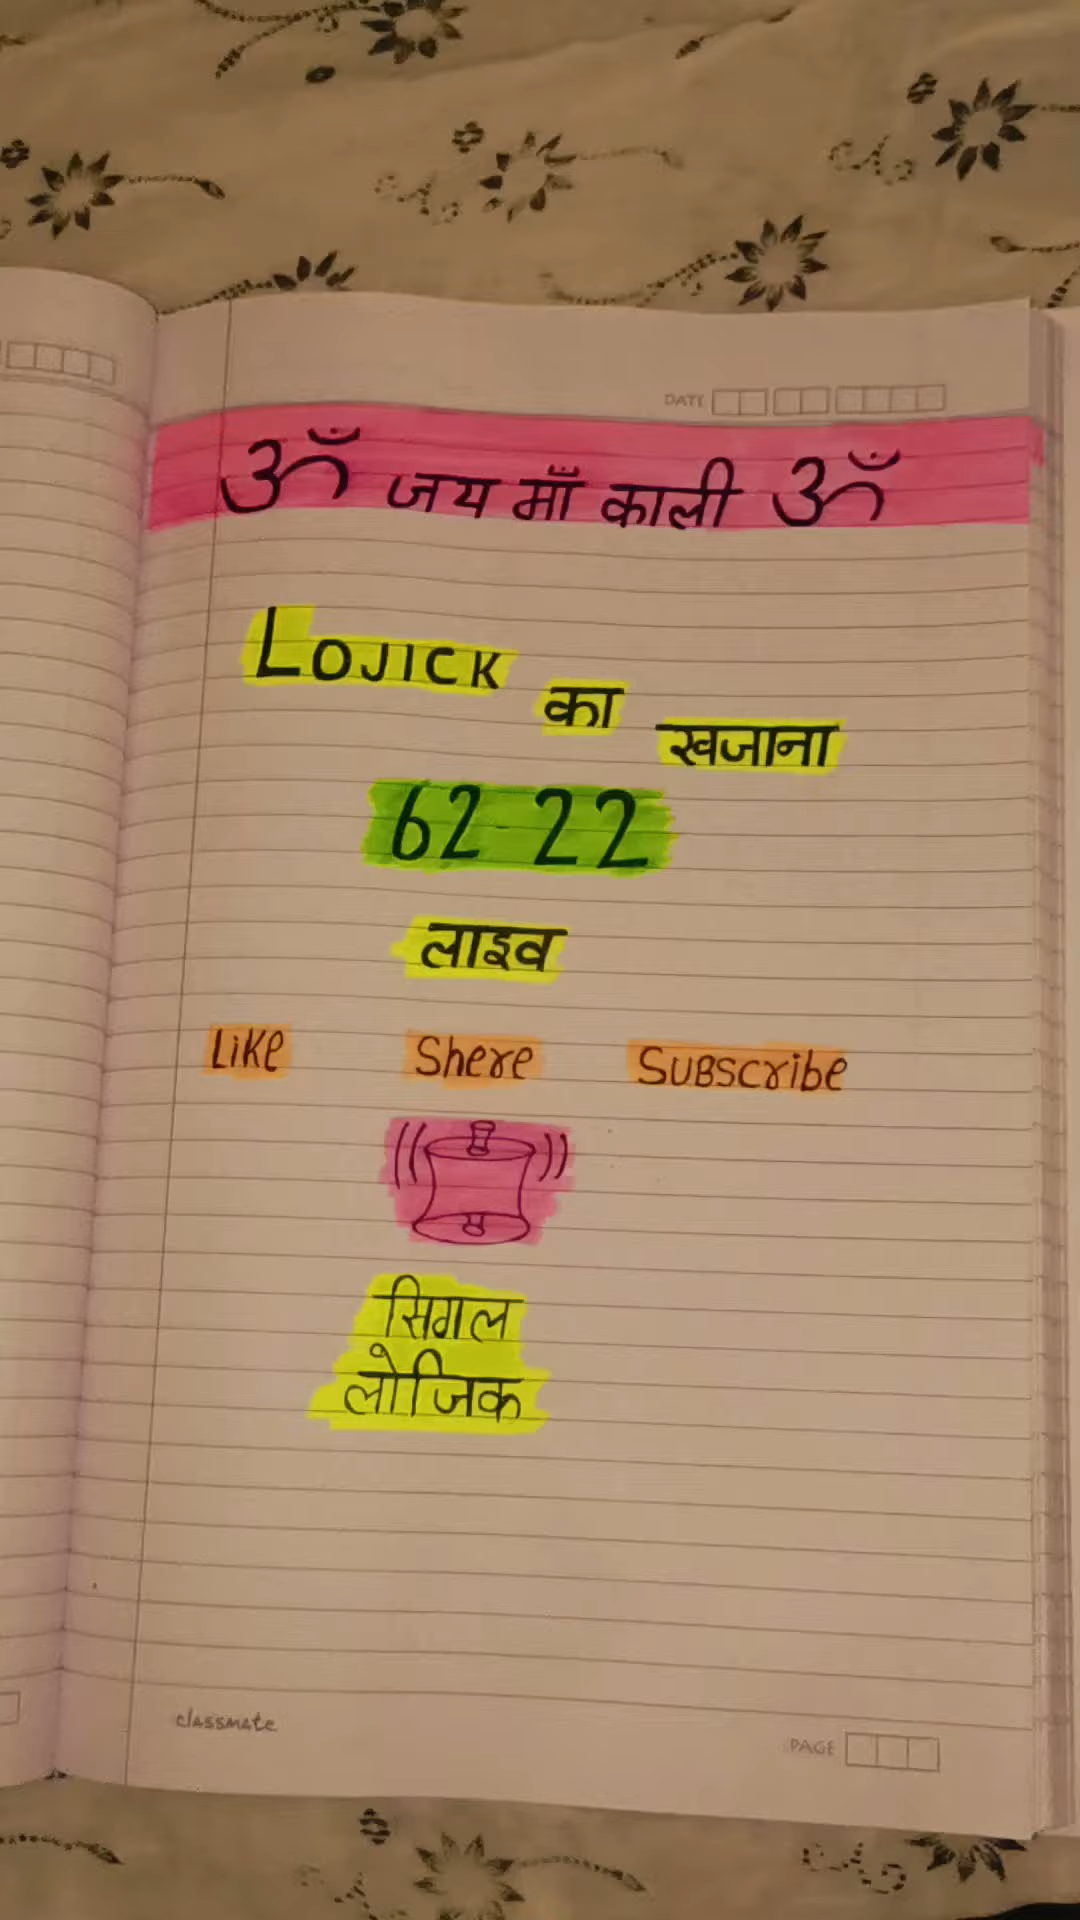 DATE
ॐ जय माँ काली ॐ
LOJICK का खजाना
62-22
लाइव
Like Shere Subscribe
सिगल
लोजिक
classmate
PAGE